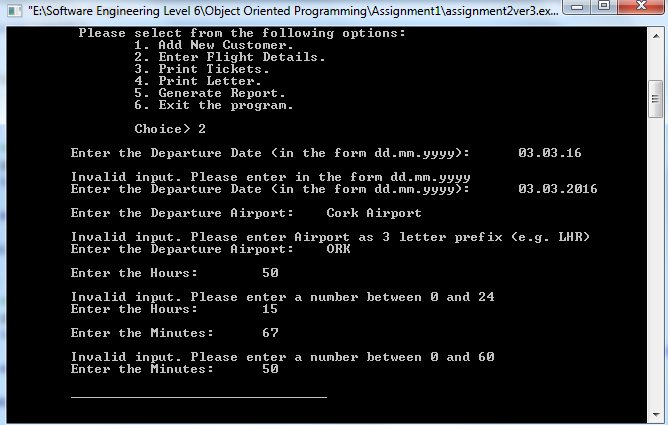 "E:\Software Engineering Level 6\Object Oriented Programming\Assignment1\assignment2ver3.ex...
Please select from the following options:
1. Add New Customer.
2. Enter Flight Details.
3. Print Tickets.
4. Print Letter.
5. Generate Report.
6. Exit the program.
Choice> 2
Enter the Departure Date (in the form dd.mm.yyyy): 03.03.16
Invalid input. Please enter in the form dd.mm.yyyy
Enter the Departure Date (in the form dd.mm.yyyy): 03.03.2016
Enter the Departure Airport: Cork Airport
Invalid input. Please enter Airport as 3 letter prefix (e.g. LHR)
Enter the Departure Airport: ORK
Enter the Hours: 50
Invalid input. Please enter a number between 0 and 24
Enter the Hours: 15
Enter the Minutes: 67
Invalid input. Please enter a number between 0 and 60
Enter the Minutes: 50
________________________________